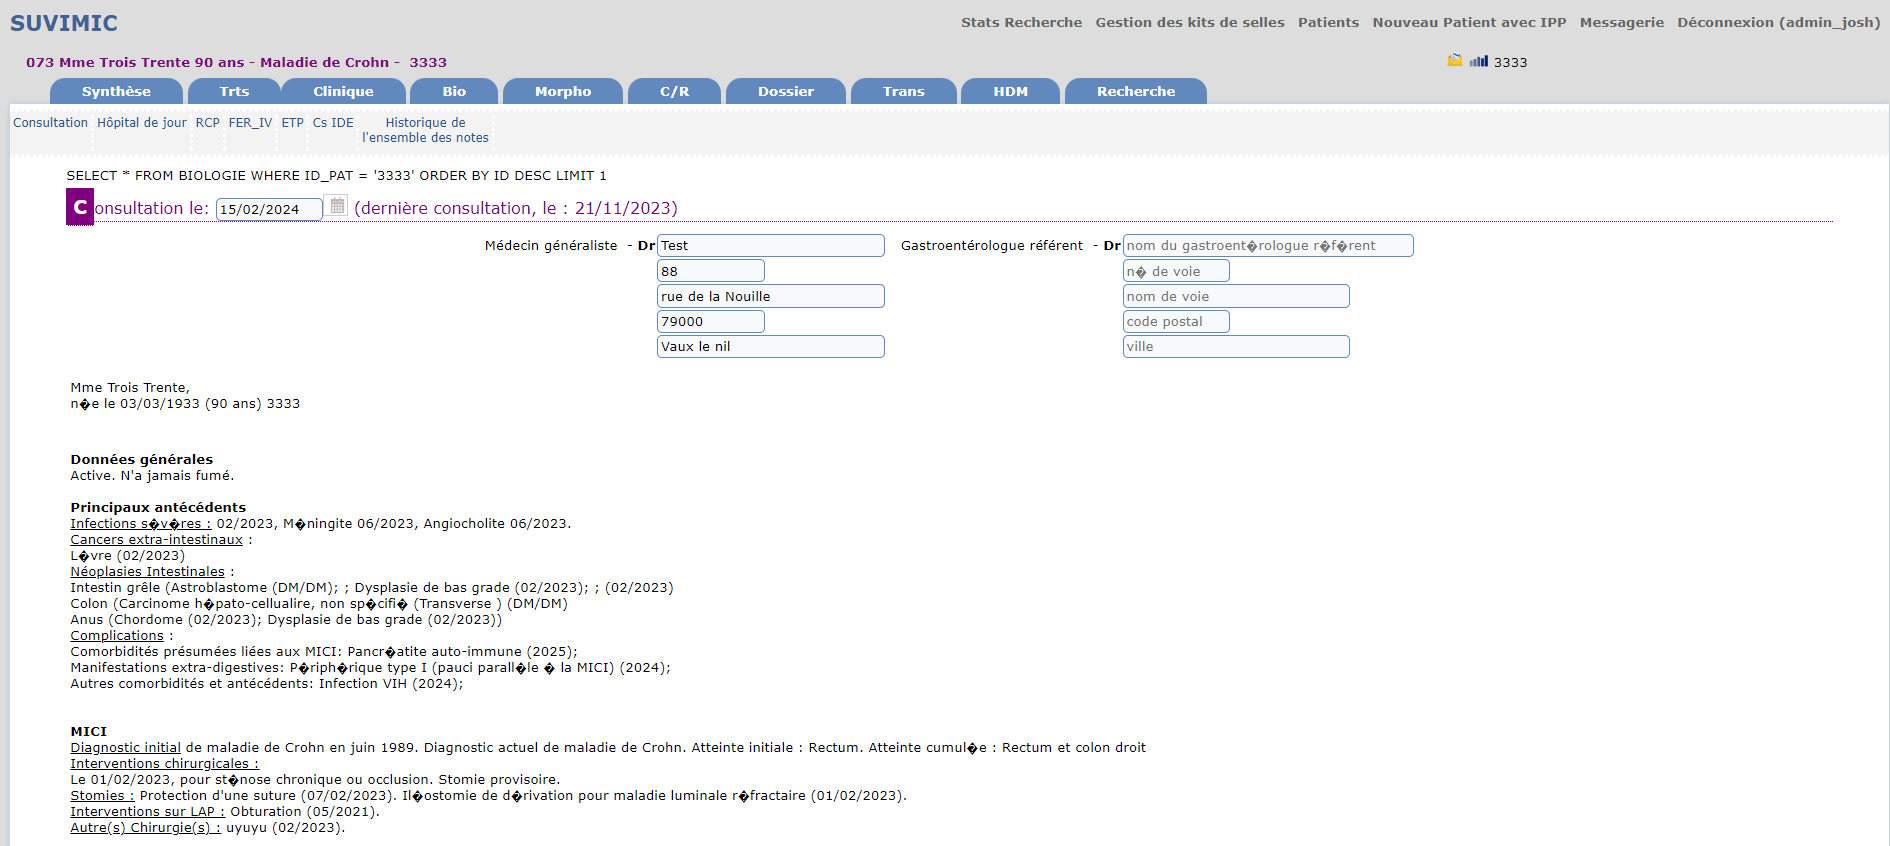 SUVIMIC
Stats Recherche Gestion des kits de selles Patients Nouveau Patient avec IPP Messagerie Déconnexion (admin_josh)
073 Mme Trois Trente 90 ans - Maladie de Crohn - 3333
3333
Synthèse Trts Clinique Bio Morpho C/R Dossier Trans HDM Recherche
Consultation Hôpital de jour RCP FER_IV ETP Cs IDE Historique de
l'ensemble des notes
SELECT * FROM BIOLOGIE WHERE ID_PAT = '3333' ORDER BY ID DESC LIMIT 1
Consultation le: 15/02/2024 (dernière consultation, le : 21/11/2023)
Médecin généraliste - Dr Test Gastroentérologue référent - Dr nom du gastroent�rologue r�f�rent
88 n� de voie
rue de la Nouille nom de voie
79000 code postal
Vaux le nil ville
Mme Trois Trente,
n�e le 03/03/1933 (90 ans) 3333
Données générales
Active. N'a jamais fumé.
Principaux antécédents
Infections s�v�res : 02/2023, M�ningite 06/2023, Angiocholite 06/2023.
Cancers extra-intestinaux :
L�vre (02/2023)
Néoplasies Intestinales :
Intestin grêle (Astroblastome (DM/DM); ; Dysplasie de bas grade (02/2023); ; (02/2023)
Colon (Carcinome h�pato-cellualire, non sp�cifi� (Transverse ) (DM/DM)
Anus (Chordome (02/2023); Dysplasie de bas grade (02/2023))
Complications :
Comorbidités présumées liées aux MICI: Pancr�atite auto-immune (2025);
Manifestations extra-digestives: P�riph�rique type I (pauci parall�le � la MICI) (2024);
Autres comorbidités et antécédents: Infection VIH (2024);
MICI
Diagnostic initial de maladie de Crohn en juin 1989. Diagnostic actuel de maladie de Crohn. Atteinte initiale : Rectum. Atteinte cumul�e : Rectum et colon droit
Interventions chirurgicales :
Le 01/02/2023, pour st�nose chronique ou occlusion. Stomie provisoire.
Stomies : Protection d'une suture (07/02/2023). Il�ostomie de d�rivation pour maladie luminale r�fractaire (01/02/2023).
Interventions sur LAP : Obturation (05/2021).
Autre(s) Chirurgie(s) : uyuyu (02/2023).